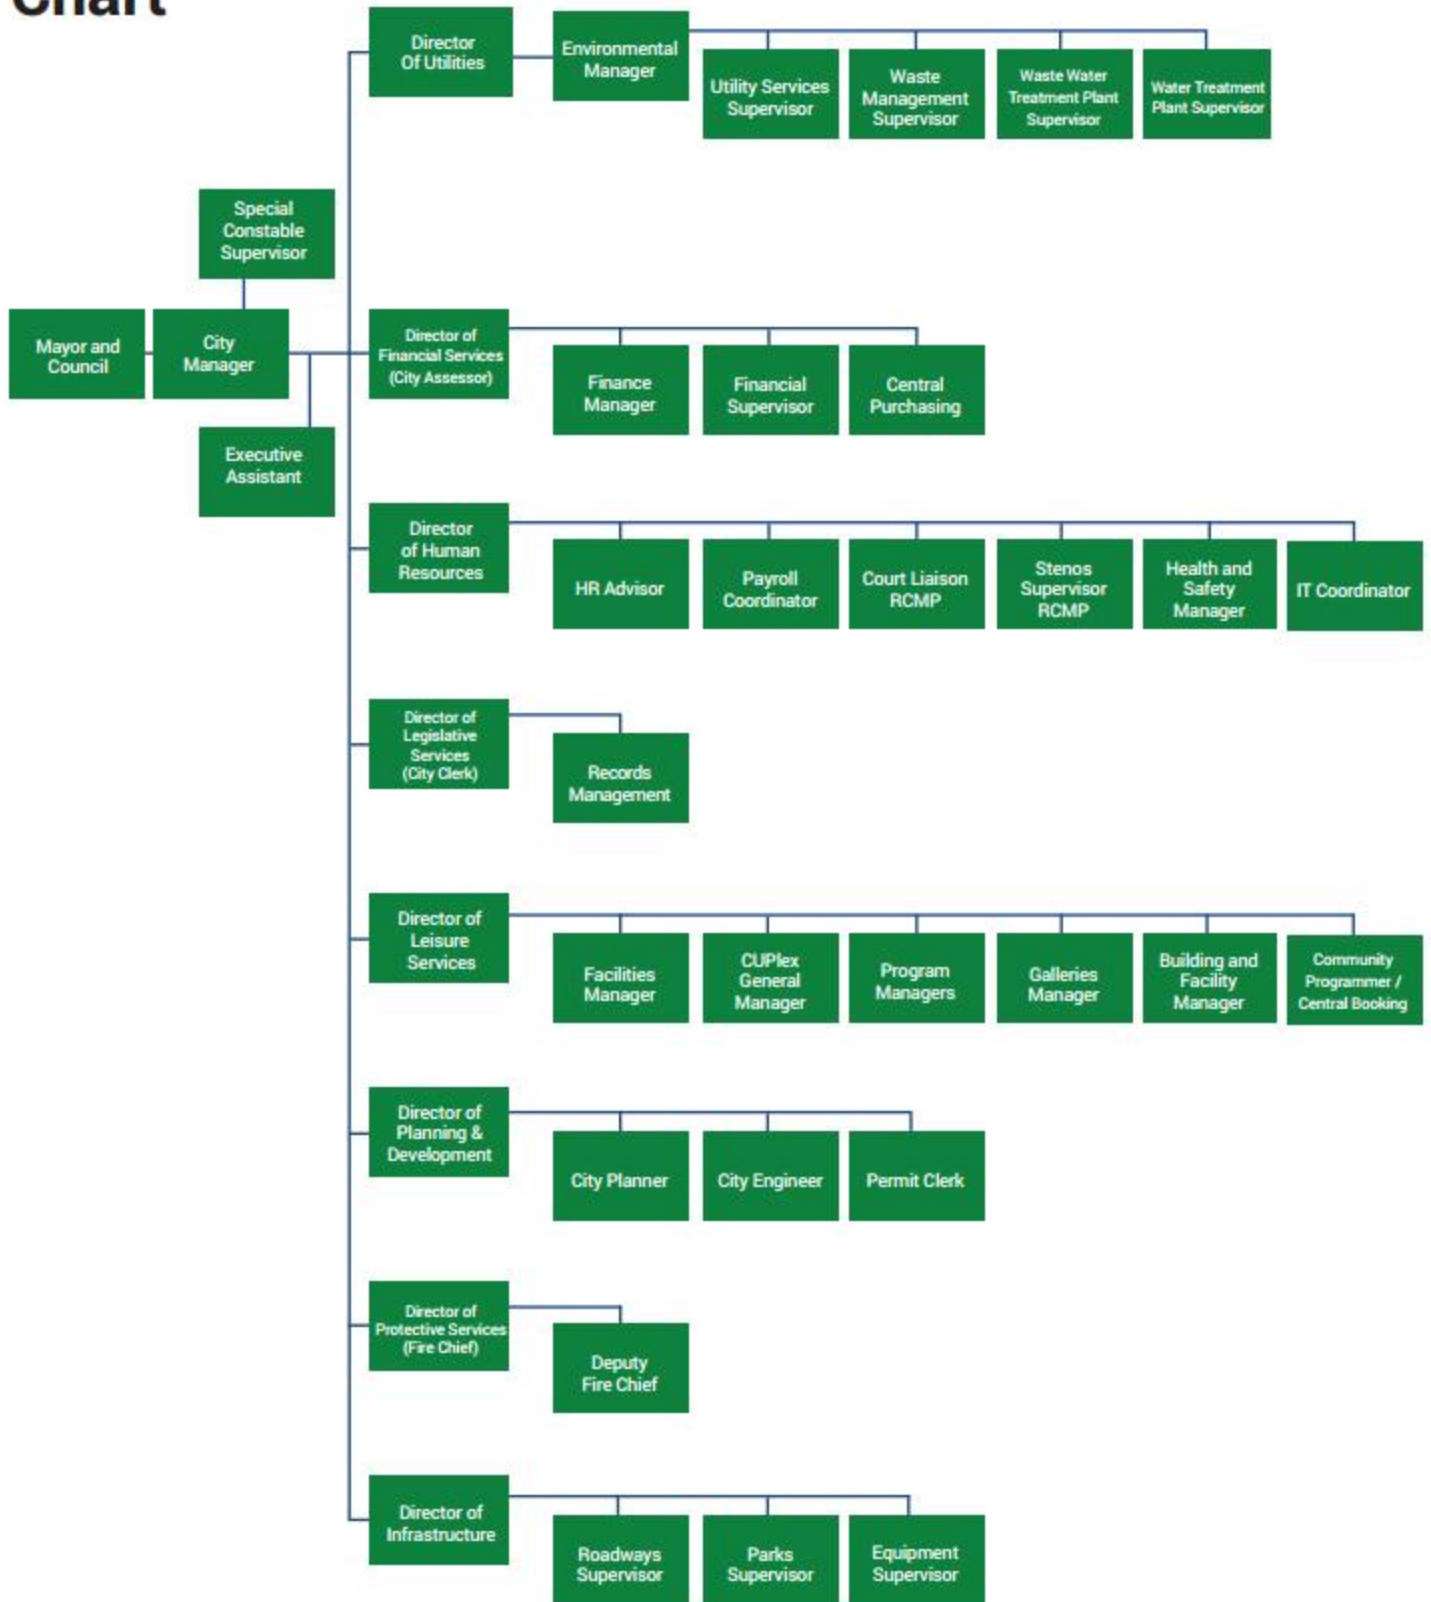 Chart
Director
Of Utilities
Environmental
Manager
Utility Services
Supervisor
Waste
Management
Supervisor
Waste Water
Treatment Plant
Supervisor
Water Treatment
Plant Supervisor
Special
Constable
Supervisor
Mayor and
Council
City
Manager
Executive
Assistant
Director of
Financial Services
(City Assessor)
Finance
Manager
Financial
Supervisor
Central
Purchasing
Director
of Human
Resources
HR Advisor
Payroll
Coordinator
Court Liaison
RCMP
Stenos
Supervisor
RCMP
Health and
Safety
Manager
IT Coordinator
Director of
Legislative
Services
(City Clerk)
Records
Management
Director of
Leisure
Services
Facilities
Manager
CUPlex
General
Manager
Program
Managers
Galleries
Manager
Building and
Facility
Manager
Community
Programmer /
Central Booking
Director of
Planning &
Development
City Planner
City Engineer
Permit Clerk
Director of
Protective Services
(Fire Chief)
Deputy
Fire Chief
Director of
Infrastructure
Roadways
Supervisor
Parks
Supervisor
Equipment
Supervisor